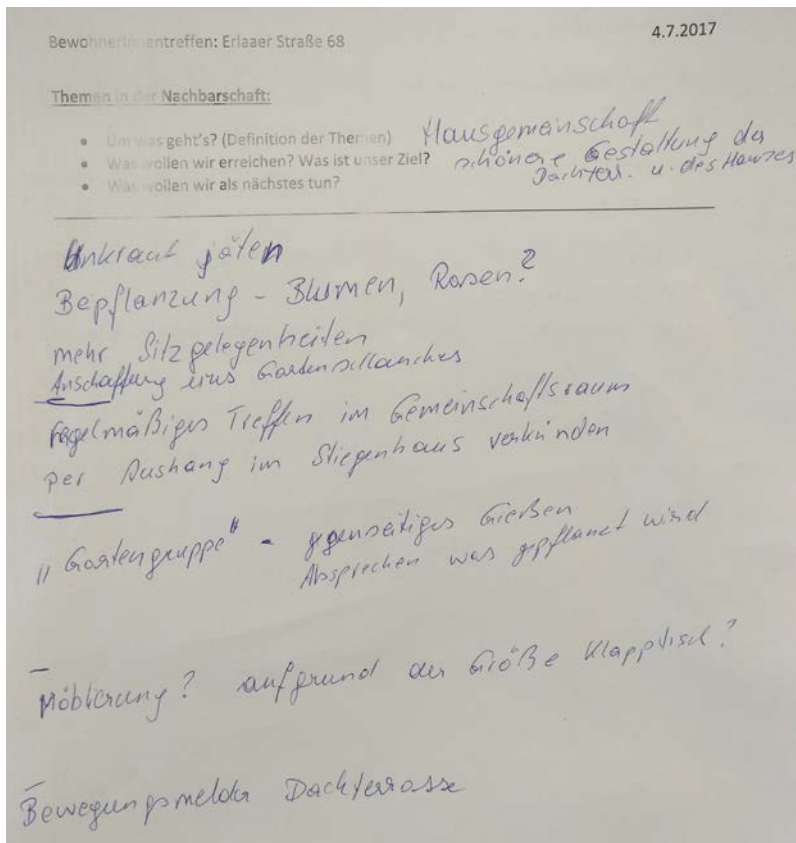 BewohnerInnentreffen: Erlaaer Straße 68
4.7.2017
Themen in der Nachbarschaft:
• Um was geht's? (Definition der Themen) Hausgemeinschaft
• Was wollen wir erreichen? Was ist unser Ziel? schönere Gestaltung der
Dachterr. u. des Hauses
• Was wollen wir als nächstes tun?
Unkraut jäten
Bepflanzung - Blumen, Rosen?
mehr Sitzgelegenheiten
Anschaffung eines Gartenschlauches
regelmäßiges Treffen im Gemeinschaftsraum
per Aushang im Stiegenhaus verkünden
"Gartengruppe" - gegenseitiges Gießen
Absprechen was gepflanzt wird
Möblierung? aufgrund der Größe Klapptisch?
Bewegungsmelder Dachterrasse